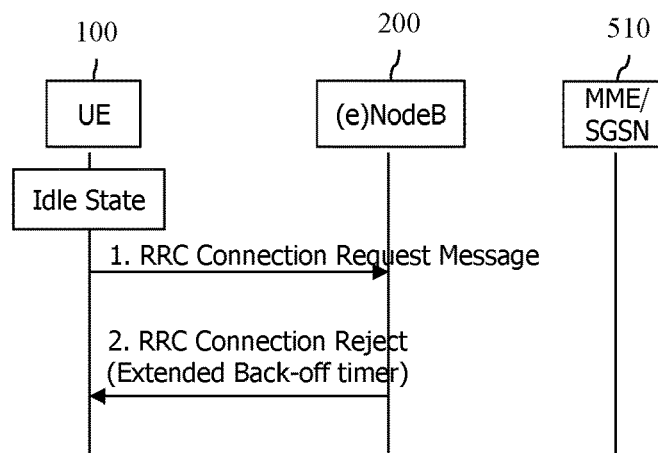 100
200
510
UE
(e)NodeB
MME/
SGSN
Idle State
1. RRC Connection Request Message
2. RRC Connection Reject
(Extended Back-off timer)